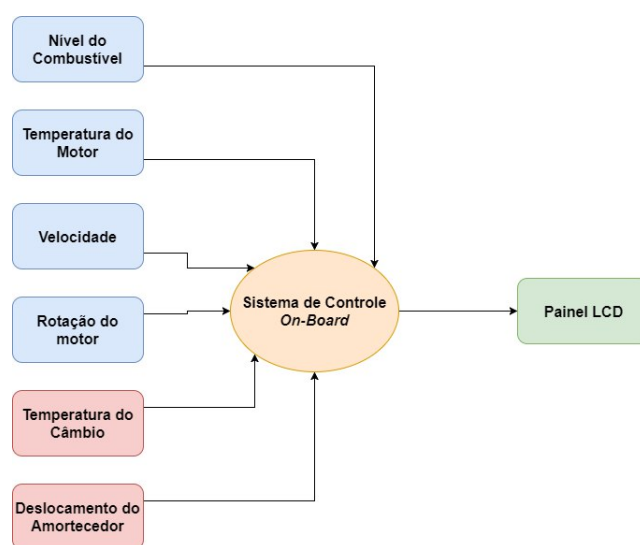 Nível do
Combustível
Temperatura do
Motor
Velocidade
Rotação do
motor
Temperatura do
Câmbio
Deslocamento do
Amortecedor
Sistema de Controle
On-Board
Painel LCD